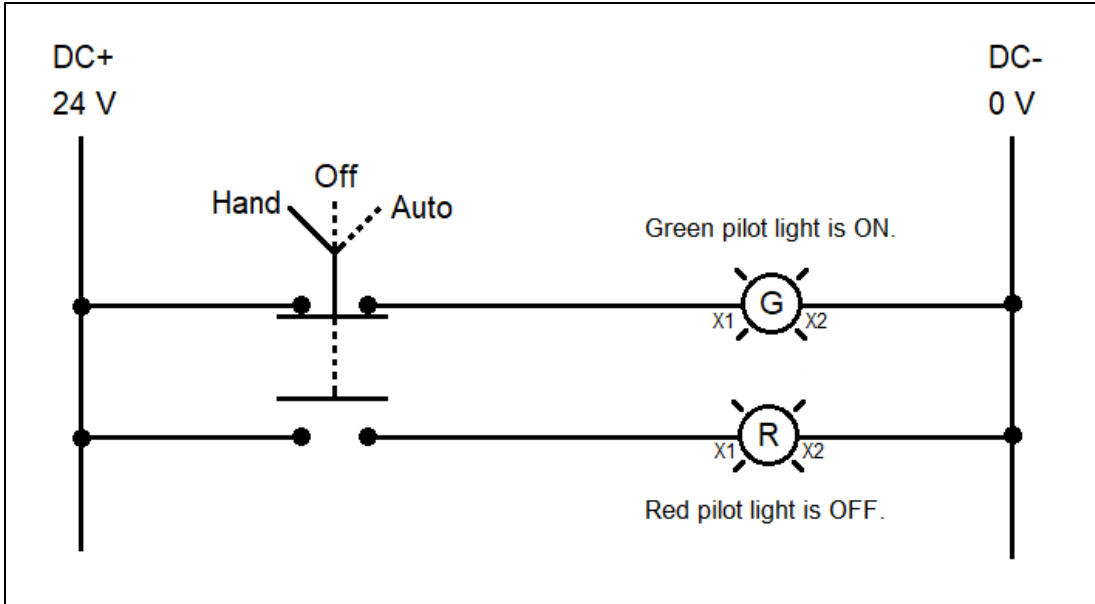 DC+
24 V
DC-
0 V
Off
Hand
Auto
Green pilot light is ON.
G
X1
X2
R
X1
X2
Red pilot light is OFF.